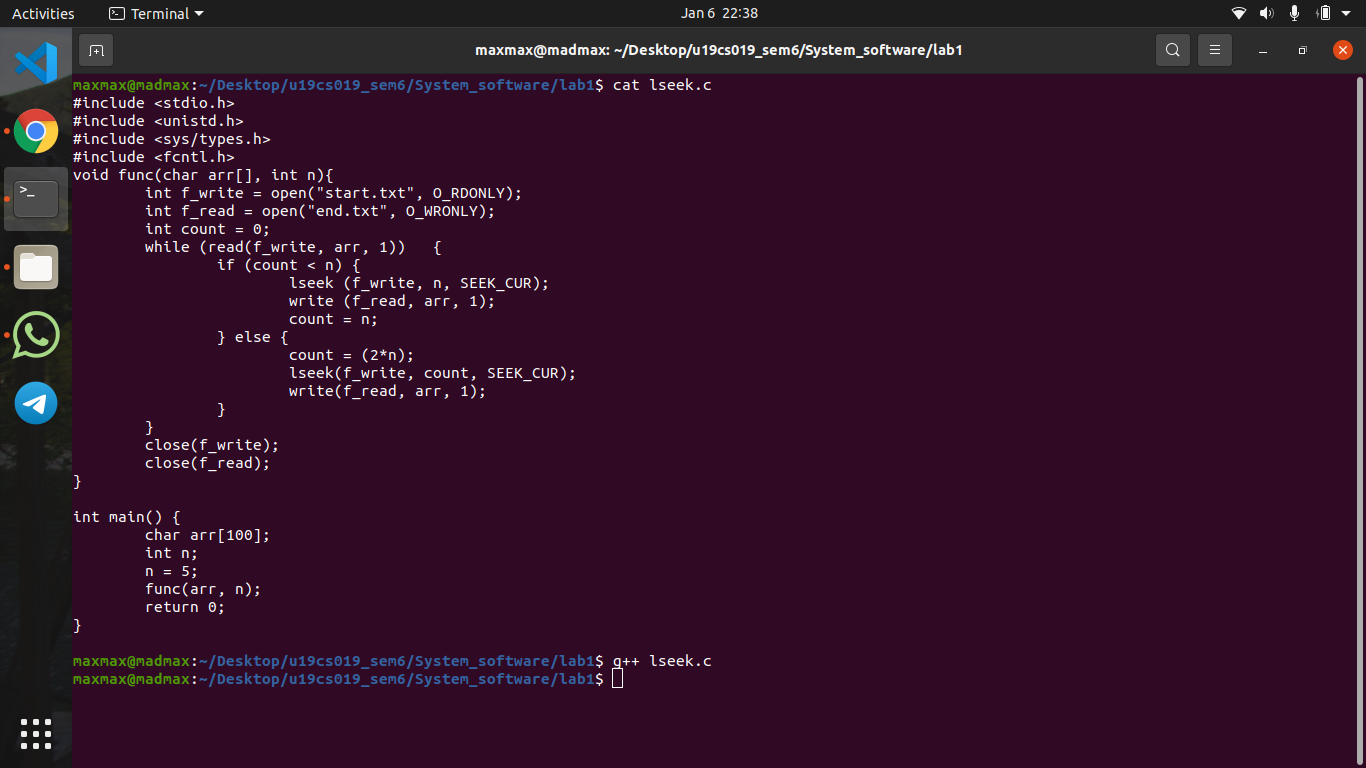 Activities Terminal Jan 6 22:38
maxmax@madmax: ~/Desktop/u19cs019_sem6/System_software/lab1
maxmax@madmax:~/Desktop/u19cs019_sem6/System_software/lab1$ cat lseek.c
#include <stdio.h>
#include <unistd.h>
#include <sys/types.h>
#include <fcntl.h>
void func(char arr[], int n){
        int f_write = open("start.txt", O_RDONLY);
        int f_read = open("end.txt", O_WRONLY);
        int count = 0;
        while (read(f_write, arr, 1))   {
                if (count < n) {
                        lseek (f_write, n, SEEK_CUR);
                        write (f_read, arr, 1);
                        count = n;
                } else {
                        count = (2*n);
                        lseek(f_write, count, SEEK_CUR);
                        write(f_read, arr, 1);
                }
        }
        close(f_write);
        close(f_read);
}
int main() {
        char arr[100];
        int n;
        n = 5;
        func(arr, n);
        return 0;
}
maxmax@madmax:~/Desktop/u19cs019_sem6/System_software/lab1$ g++ lseek.c
maxmax@madmax:~/Desktop/u19cs019_sem6/System_software/lab1$